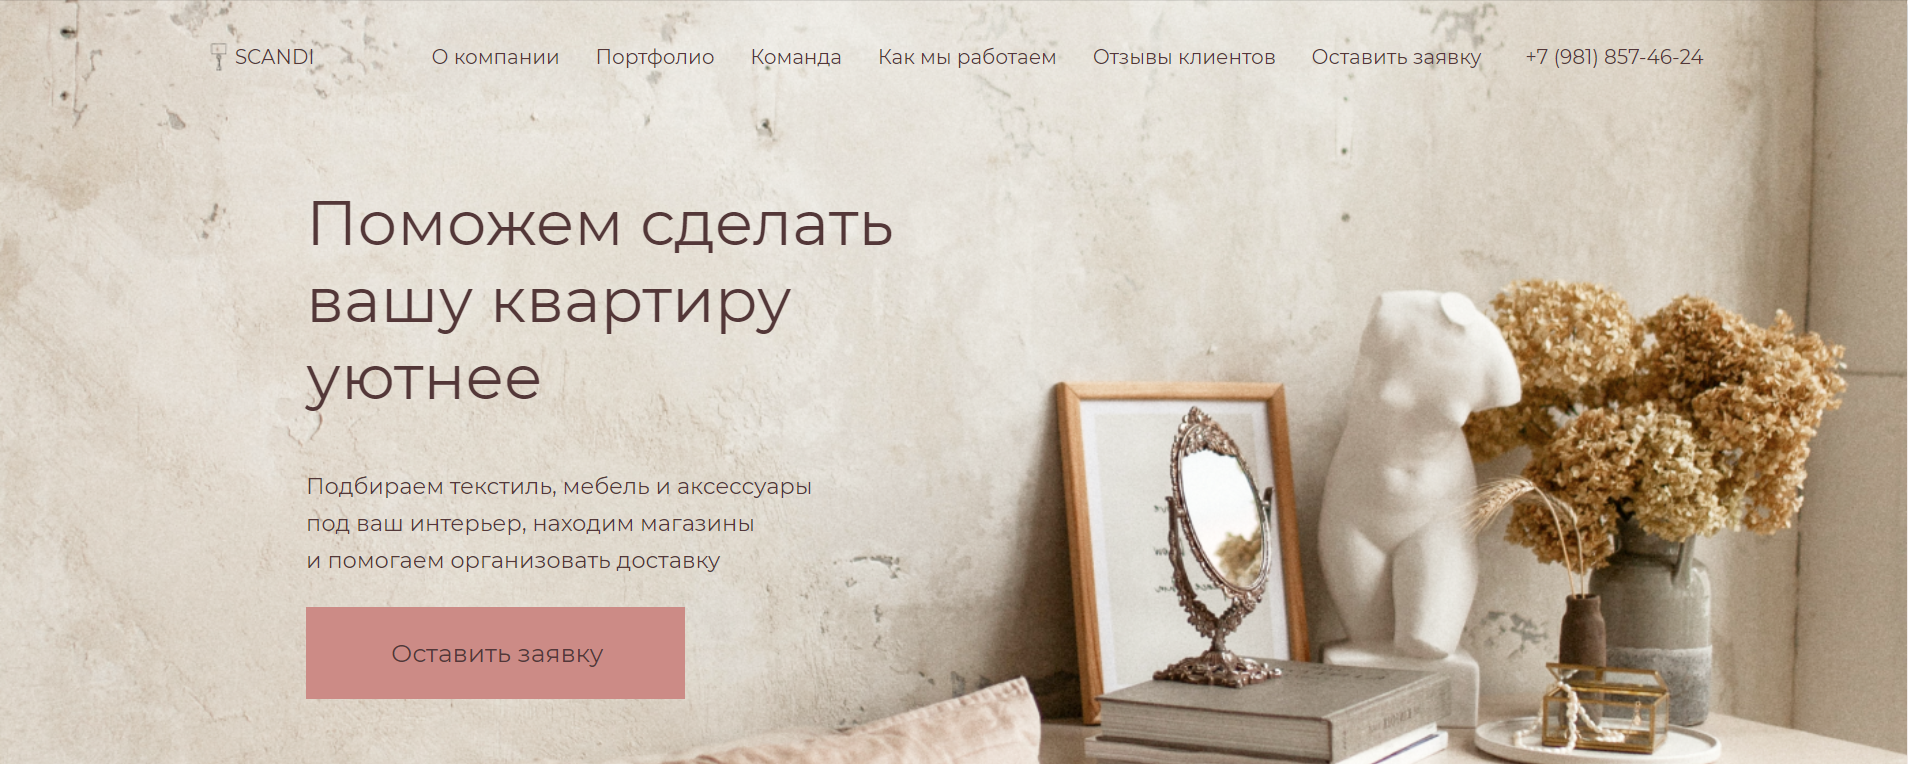 SCANDI О компании Портфолио Команда Как мы работаем Отзывы клиентов Оставить заявку +7 (981) 857-46-24
Поможем сделать
вашу квартиру
уютнее
Подбираем текстиль, мебель и аксессуары
под ваш интерьер, находим магазины
и помогаем организовать доставку
Оставить заявку